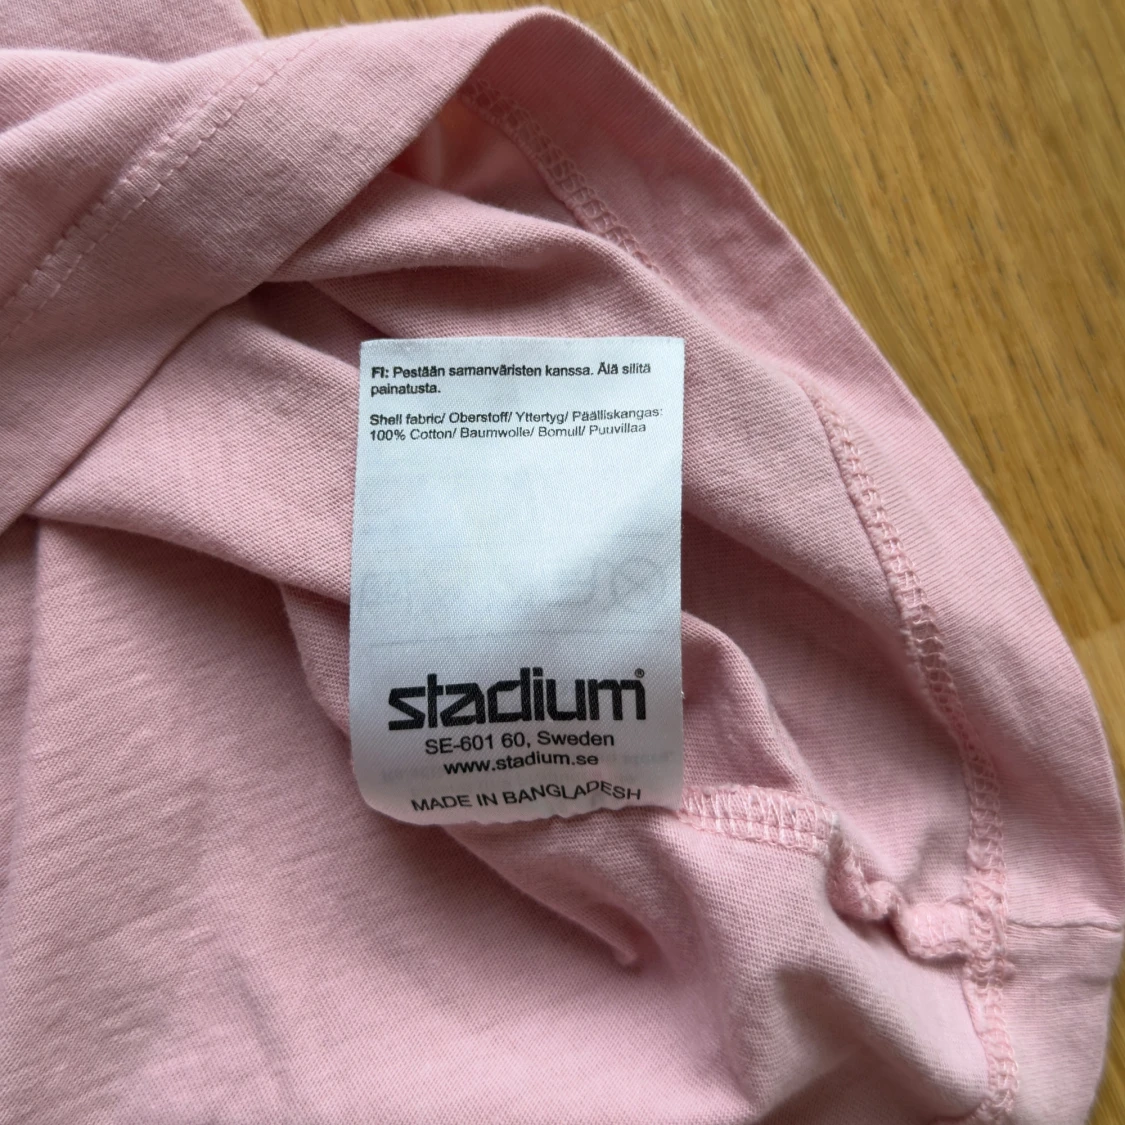 FI: Pestään samanväristen kanssa. Älä silitä
painatusta.
Shell fabric/ Oberstoff/ Yttertyg/ Päälliskangas:
100% Cotton/ Baumwolle/ Bomull/ Puuvillaa
stadium®
SE-601 60, Sweden
www.stadium.se
MADE IN BANGLADESH